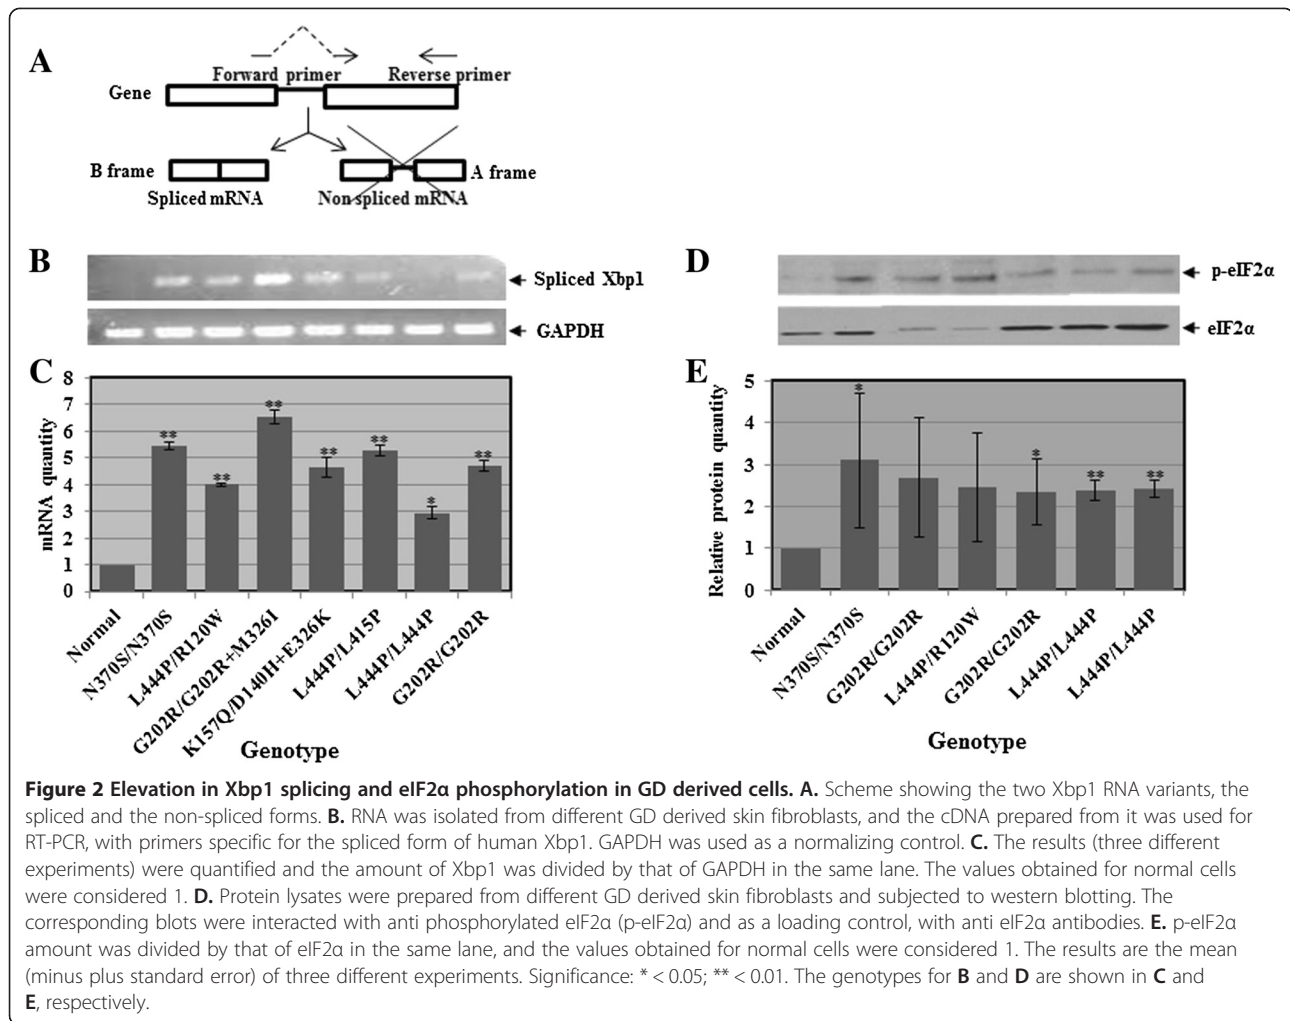 A
Forward primer
Reverse primer
Gene
B frame
A frame
Spliced mRNA
Non spliced mRNA
B
Spliced Xbp1
GAPDH
D
p-eIF2α
eIF2α
C
mRNA quantity
8
7
6
5
4
3
2
1
0
**
**
**
**
**
*
**
Normal
N370S/N370S
L444P/R120W
G202R/G202R+M326I
K157Q/D140H+E326K
L444P/L415P
L444P/L444P
G202R/G202R
Genotype
E
Relative protein quantity
5
4
3
2
1
0
*
*
**
**
Normal
N370S/N370S
G202R/G202R
L444P/R120W
G202R/G202R
L444P/L444P
L444P/L444P
Genotype
Figure 2 Elevation in Xbp1 splicing and eIF2α phosphorylation in GD derived cells. A. Scheme showing the two Xbp1 RNA variants, the
spliced and the non-spliced forms. B. RNA was isolated from different GD derived skin fibroblasts, and the cDNA prepared from it was used for
RT-PCR, with primers specific for the spliced form of human Xbp1. GAPDH was used as a normalizing control. C. The results (three different
experiments) were quantified and the amount of Xbp1 was divided by that of GAPDH in the same lane. The values obtained for normal cells
were considered 1. D. Protein lysates were prepared from different GD derived skin fibroblasts and subjected to western blotting. The
corresponding blots were interacted with anti phosphorylated eIF2α (p-eIF2α) and as a loading control, with anti eIF2α antibodies. E. p-eIF2α
amount was divided by that of eIF2α in the same lane, and the values obtained for normal cells were considered 1. The results are the mean
(minus plus standard error) of three different experiments. Significance: * < 0.05; ** < 0.01. The genotypes for B and D are shown in C and
E, respectively.